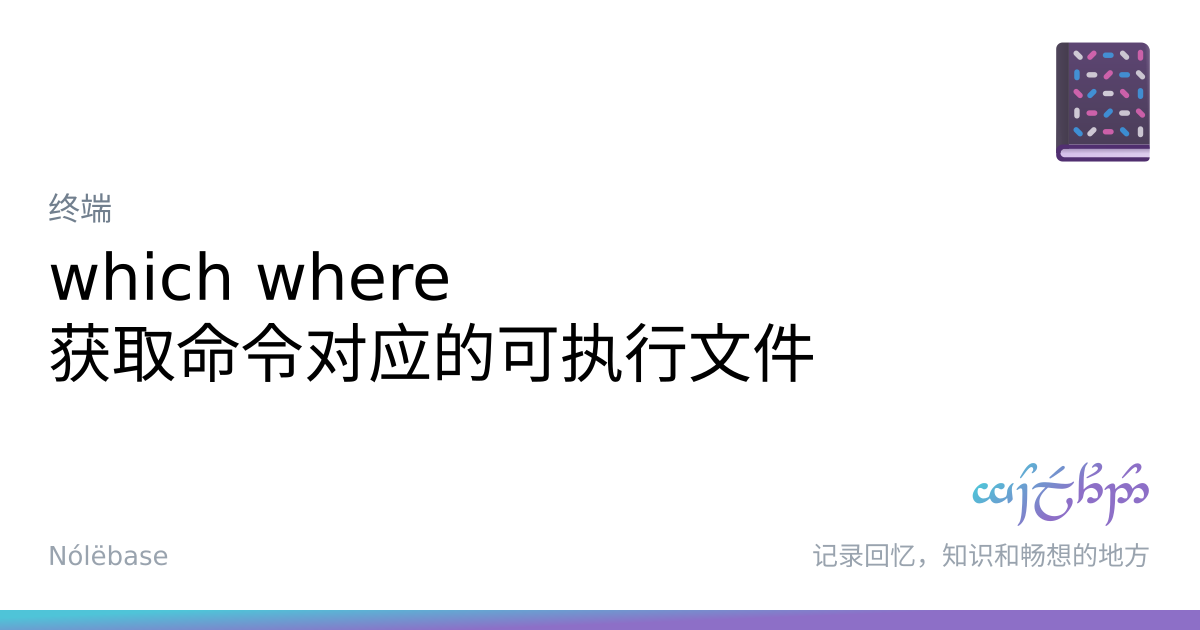 终端
which where
获取命令对应的可执行文件
Nólëbase
记录回忆，知识和畅想的地方